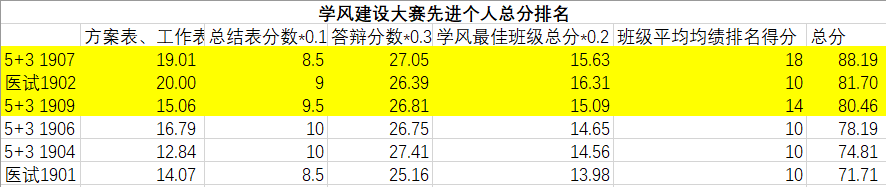 学风建设大赛先进个人总分排名
方案表、工作表 总结表分数*0.1 答辩分数*0.3 学风最佳班级总分*0.2 班级平均均绩排名得分 总分
5+3 1907 19.01 8.5 27.05 15.63 18 88.19
医试1902 20.00 9 26.39 16.31 10 81.70
5+3 1909 15.06 9.5 26.81 15.09 14 80.46
5+3 1906 16.79 10 26.75 14.65 10 78.19
5+3 1904 12.84 10 27.41 14.56 10 74.81
医试1901 14.07 8.5 25.16 13.98 10 71.71